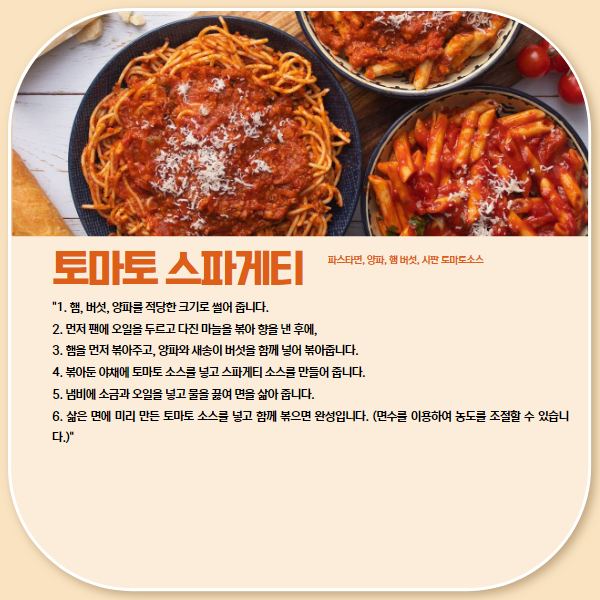 토마토 스파게티
파스타면, 양파, 햄 버섯, 시판 토마토소스
"1. 햄, 버섯, 양파를 적당한 크기로 썰어 줍니다.
2. 먼저 팬에 오일을 두르고 다진 마늘을 볶아 향을 낸 후에,
3. 햄을 먼저 볶아주고, 양파와 새송이 버섯을 함께 넣어 볶아줍니다.
4. 볶아둔 야채에 토마토 소스를 넣고 스파게티 소스를 만들어 줍니다.
5. 냄비에 소금과 오일을 넣고 물을 끓여 면을 삶아 줍니다.
6. 삶은 면에 미리 만든 토마토 소스를 넣고 함께 볶으면 완성입니다. (면수를 이용하여 농도를 조절할 수 있습니
다.)"